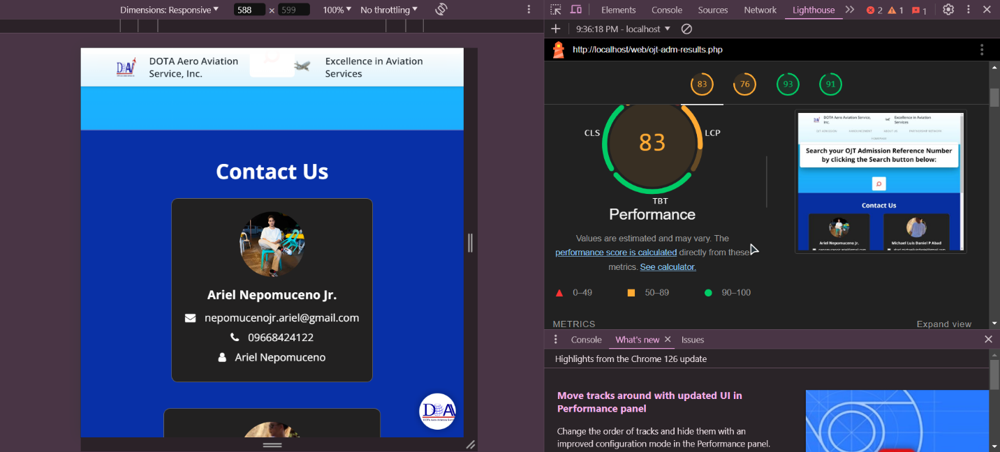 Dimensions: Responsive 588 × 599 100% No throttling
DOTA Aero Aviation
Service, Inc.
Excellence in Aviation
Services
Contact Us
Ariel Nepomuceno Jr.
nepomucenojr.ariel@gmail.com
09668424122
Ariel Nepomuceno
Elements Console Sources Network Lighthouse 2 1 1
9:36:18 PM - localhost
http://localhost/web/ojt-adm-results.php
83 76 93 91
CLS
LCP
83
TBT
Performance
Values are estimated and may vary. The
performance score is calculated directly from these
metrics. See calculator.
0–49 50–89 90–100
DOTA Aero Aviation Service,
Inc.
Excellence in Aviation
Services
ANNOUNCEMENT ABOUT US
Search your OJT Admission Reference Number
by clicking the Search button below:
Contact Us
Ariel Nepomuceno Jr.
Michael Luis Daniel P Abad
METRICS
Expand view
Console What's new Issues
Highlights from the Chrome 126 update
Move tracks around with updated UI in
Performance panel
Change the order of tracks and hide them with an
improved configuration mode in the Performance panel.